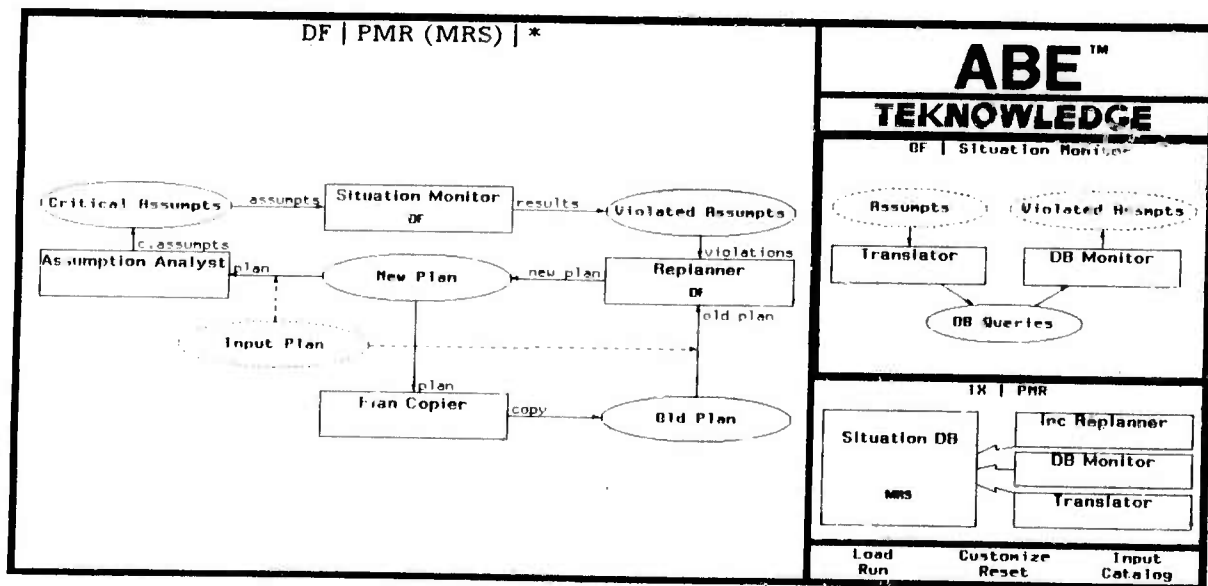 DF | PMR (MRS) | *
Critical Assumpts
assumpts
Situation Monitor
DF
results
Violated Assumpts
c.assumpts
violations
Assumption Analyst
plan
New Plan
new plan
Replanner
DF
old plan
Input Plan
plan
Plan Copier
copy
Old Plan
ABE™
TEKNOWLEDGE
DF | Situation Monitor
Assumpts
Violated Assmpts
Translator
DB Monitor
DB Queries
TX | PMR
Situation DB
MRS
Inc Replanner
DB Monitor
Translator
Load Customize Input
Run Reset Catalog